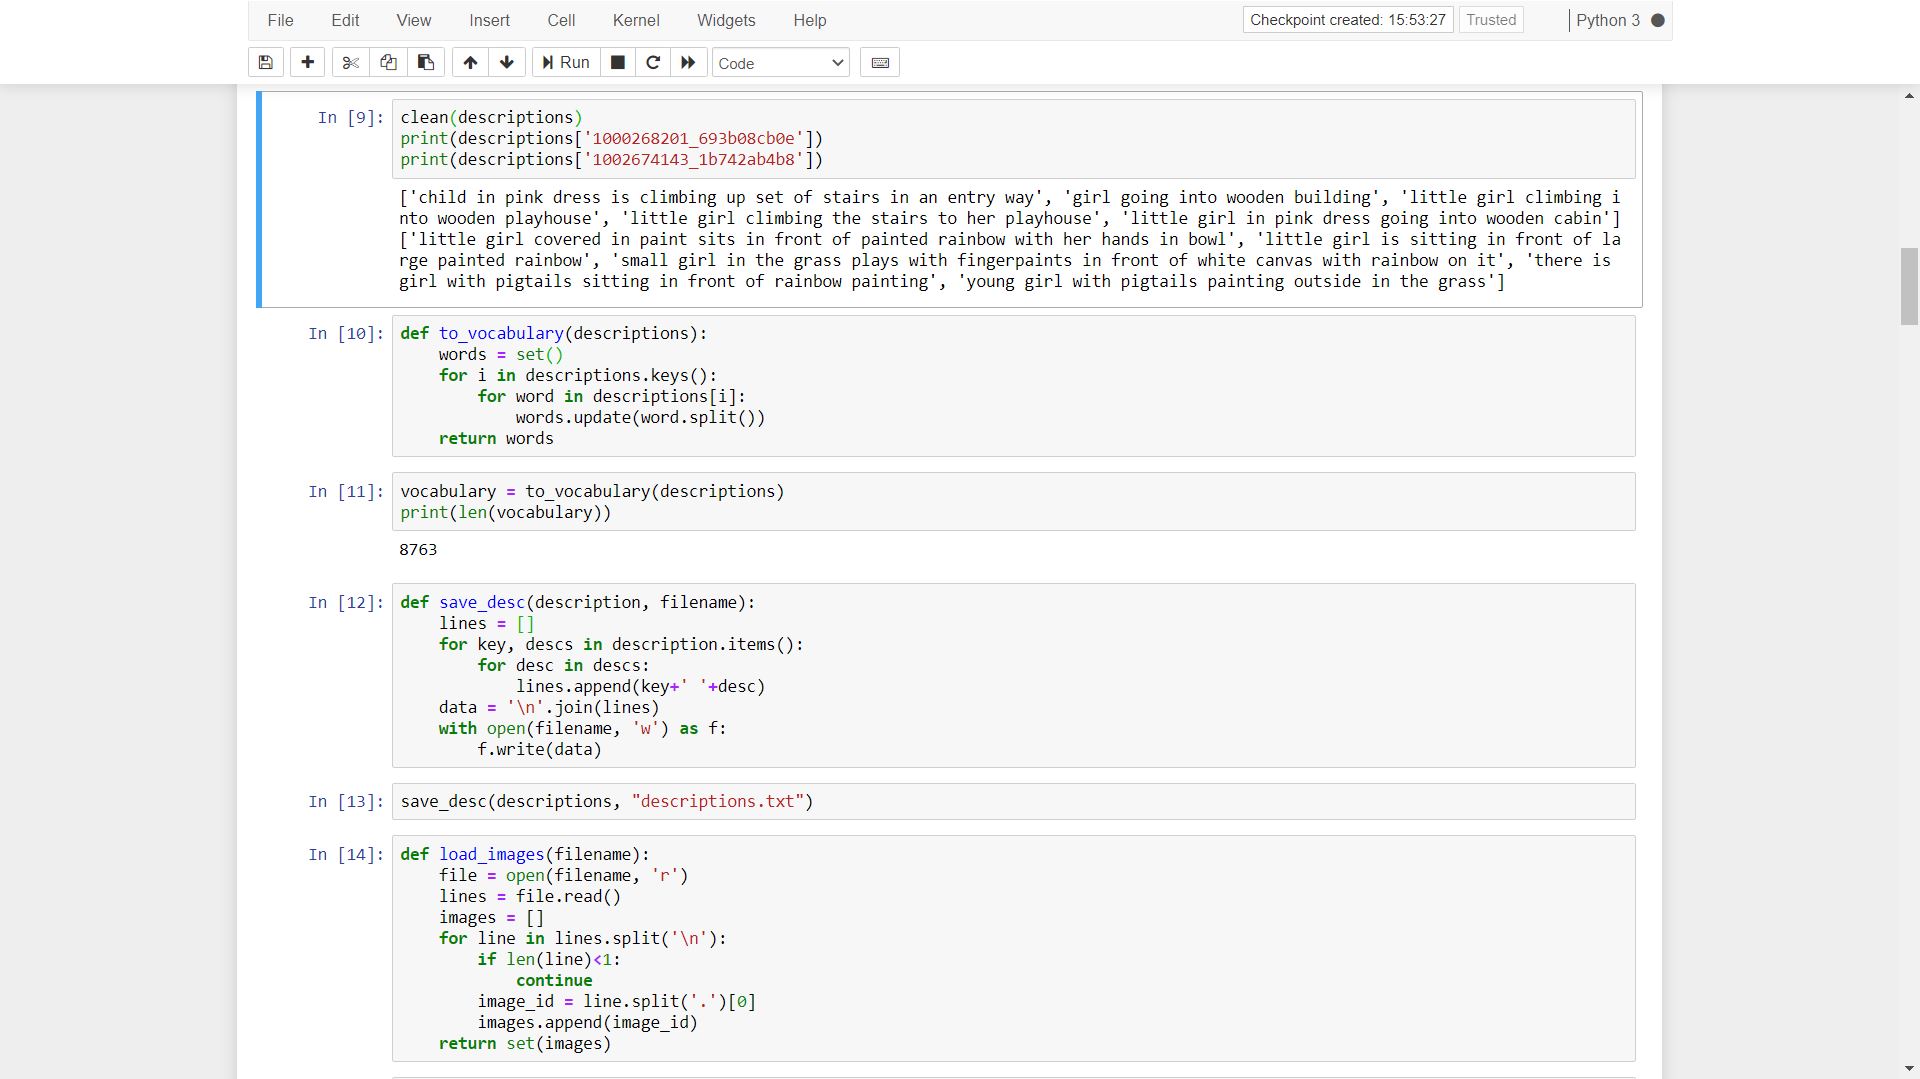 File Edit View Insert Cell Kernel Widgets Help Checkpoint created: 15:53:27 Trusted Python 3
Run Code
In [9]: clean(descriptions)
print(descriptions['1000268201_693b08cb0e'])
print(descriptions['1002674143_1b742ab4b8'])
['child in pink dress is climbing up set of stairs in an entry way', 'girl going into wooden building', 'little girl climbing i
nto wooden playhouse', 'little girl climbing the stairs to her playhouse', 'little girl in pink dress going into wooden cabin']
['little girl covered in paint sits in front of painted rainbow with her hands in bowl', 'little girl is sitting in front of la
rge painted rainbow', 'small girl in the grass plays with fingerpaints in front of white canvas with rainbow on it', 'there is
girl with pigtails sitting in front of rainbow painting', 'young girl with pigtails painting outside in the grass']
In [10]: def to_vocabulary(descriptions):
    words = set()
    for i in descriptions.keys():
        for word in descriptions[i]:
            words.update(word.split())
    return words
In [11]: vocabulary = to_vocabulary(descriptions)
print(len(vocabulary))
8763
In [12]: def save_desc(description, filename):
    lines = []
    for key, descs in description.items():
        for desc in descs:
            lines.append(key+' '+desc)
    data = '\n'.join(lines)
    with open(filename, 'w') as f:
        f.write(data)
In [13]: save_desc(descriptions, "descriptions.txt")
In [14]: def load_images(filename):
    file = open(filename, 'r')
    lines = file.read()
    images = []
    for line in lines.split('\n'):
        if len(line)<1:
            continue
        image_id = line.split('.')[0]
        images.append(image_id)
    return set(images)